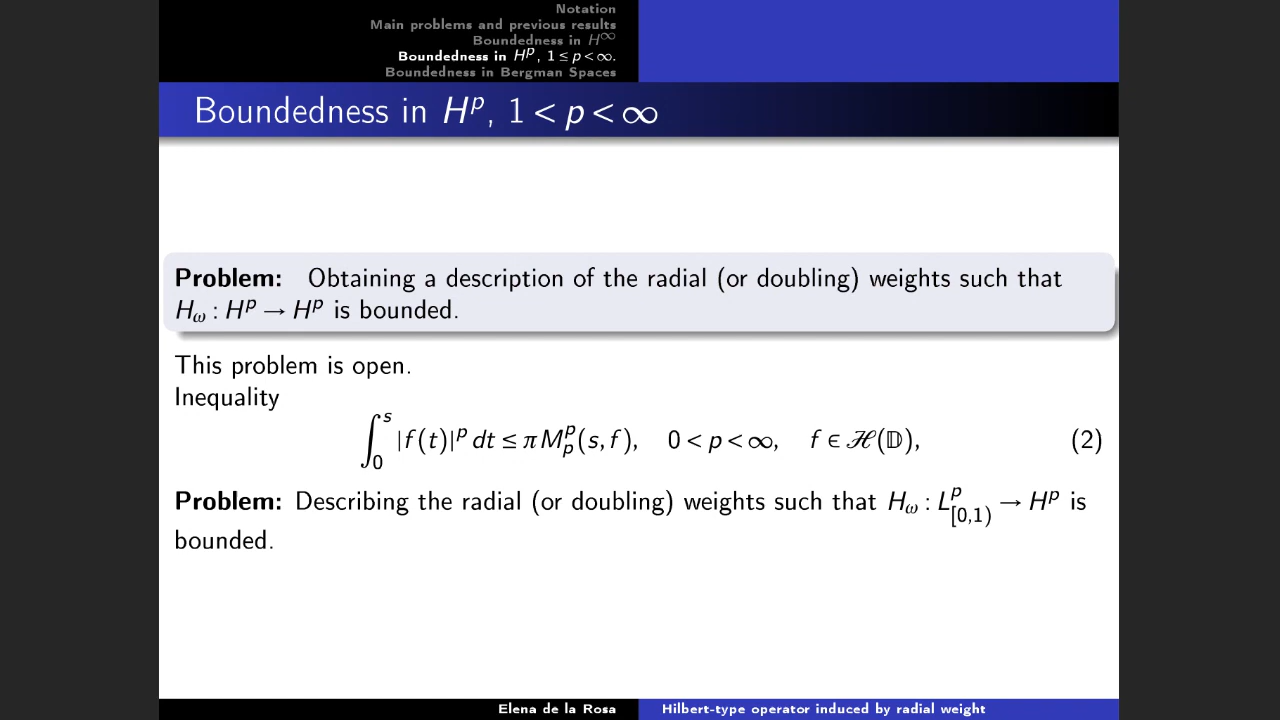 Notation
Main problems and previous results
Boundedness in H^∞
Boundedness in H^p, 1 ≤ p < ∞.
Boundedness in Bergman Spaces
Boundedness in H^p, 1 < p < ∞
Problem: Obtaining a description of the radial (or doubling) weights such that
H_ω : H^p → H^p is bounded.
This problem is open.
Inequality
∫_0^s |f(t)|^p dt ≤ π M_p^p(s, f), 0 < p < ∞, f ∈ ℋ(𝔻), (2)
Problem: Describing the radial (or doubling) weights such that H_ω : L^p_{[0,1)} → H^p is
bounded.
Elena de la Rosa Hilbert-type operator induced by radial weight